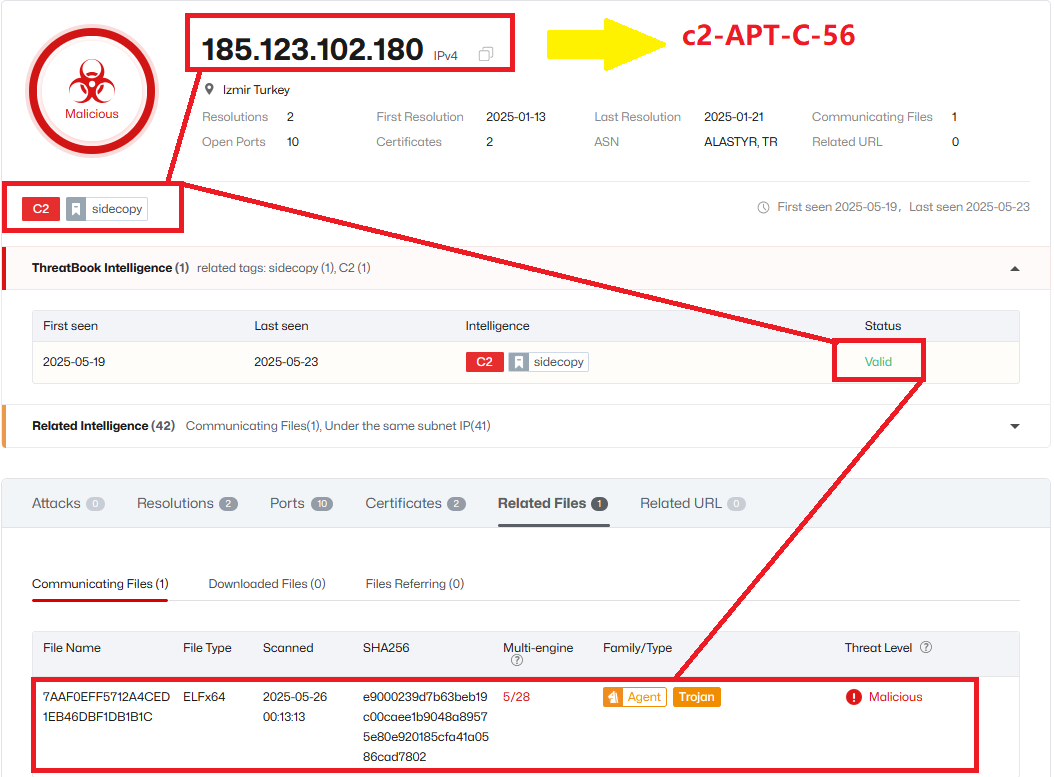 185.123.102.180 IPv4
c2-APT-C-56
Malicious
Izmir Turkey
Resolutions 2 First Resolution 2025-01-13 Last Resolution 2025-01-21 Communicating Files 1
Open Ports 10 Certificates 2 ASN ALASTYR, TR Related URL 0
C2 sidecopy
First seen 2025-05-19, Last seen 2025-05-23
ThreatBook Intelligence (1) related tags: sidecopy (1), C2 (1)
First seen Last seen Intelligence Status
2025-05-19 2025-05-23 C2 sidecopy Valid
Related Intelligence (42) Communicating Files(1), Under the same subnet IP(41)
Attacks 0 Resolutions 2 Ports 10 Certificates 2 Related Files 1 Related URL 0
Communicating Files (1) Downloaded Files (0) Files Referring (0)
File Name File Type Scanned SHA256 Multi-engine Family/Type Threat Level
7AAF0EFF5712A4CED ELFx64 2025-05-26 e9000239d7b63beb19 5/28 Agent Trojan Malicious
1EB46DBF1DB1B1C 00:13:13 c00caee1b9048a8957
5e80e920185cfa41a05
86cad7802